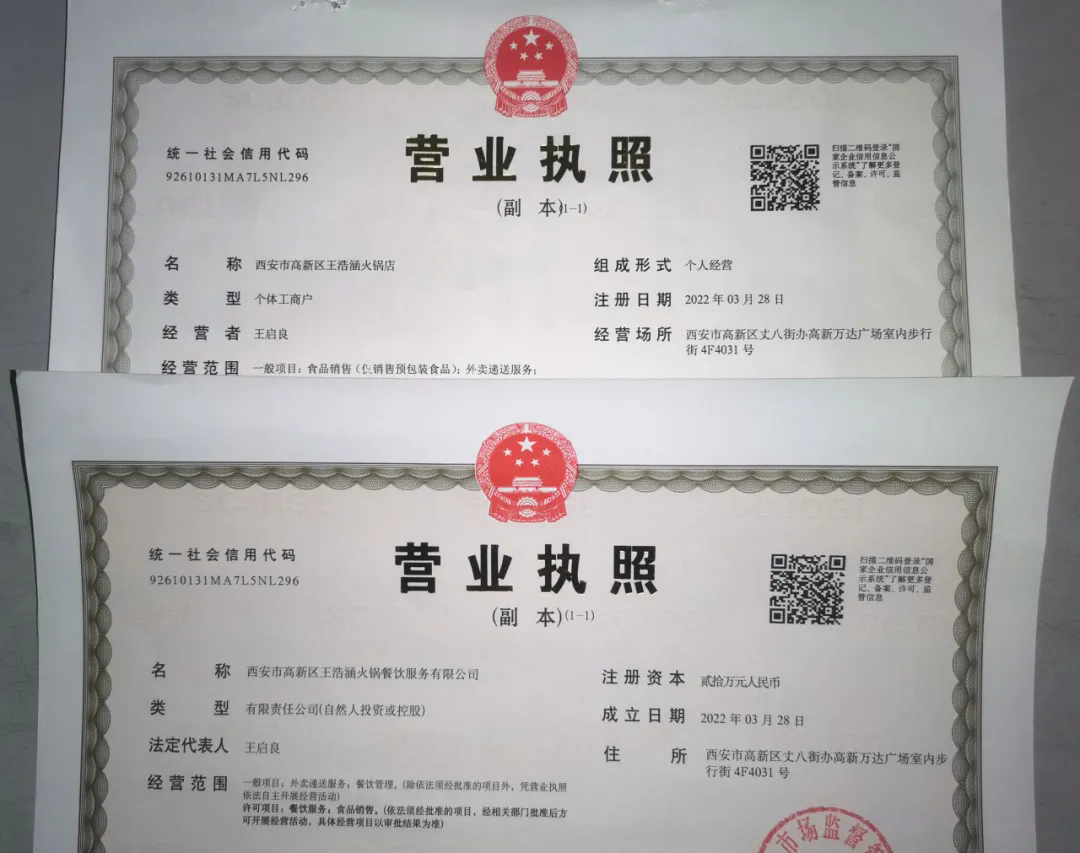 营业执照
(副 本)(1-1)
统一社会信用代码
92610131MA7L5NL296
扫描二维码登录"国
家企业信用信息公
示系统"了解更多登
记、备案、许可、监
管信息
名 称 西安市高新区王浩涵火锅店
类 型 个体工商户
经营者 王启良
经营范围 一般项目：食品销售（仅销售预包装食品）；外卖递送服务；
组成形式 个人经营
注册日期 2022 年 03 月 28 日
经营场所 西安市高新区丈八街办高新万达广场室内步行
街 4F4031 号
营业执照
(副 本)(1-1)
统一社会信用代码
92610131MA7L5NL296
扫描二维码登录"国
家企业信用信息公
示系统"了解更多登
记、备案、许可、监
管信息
名 称 西安市高新区王浩涵火锅餐饮服务有限公司
类 型 有限责任公司(自然人投资或控股)
法定代表人 王启良
经营范围 一般项目：外卖递送服务；餐饮管理。(除依法须经批准的项目外，凭营业执照
依法自主开展经营活动)
许可项目：餐饮服务；食品销售。(依法须经批准的项目，经相关部门批准后方
可开展经营活动，具体经营项目以审批结果为准)
注册资本 贰拾万元人民币
成立日期 2022 年 03 月 28 日
住 所 西安市高新区丈八街办高新万达广场室内步
行街 4F4031 号
市场监督